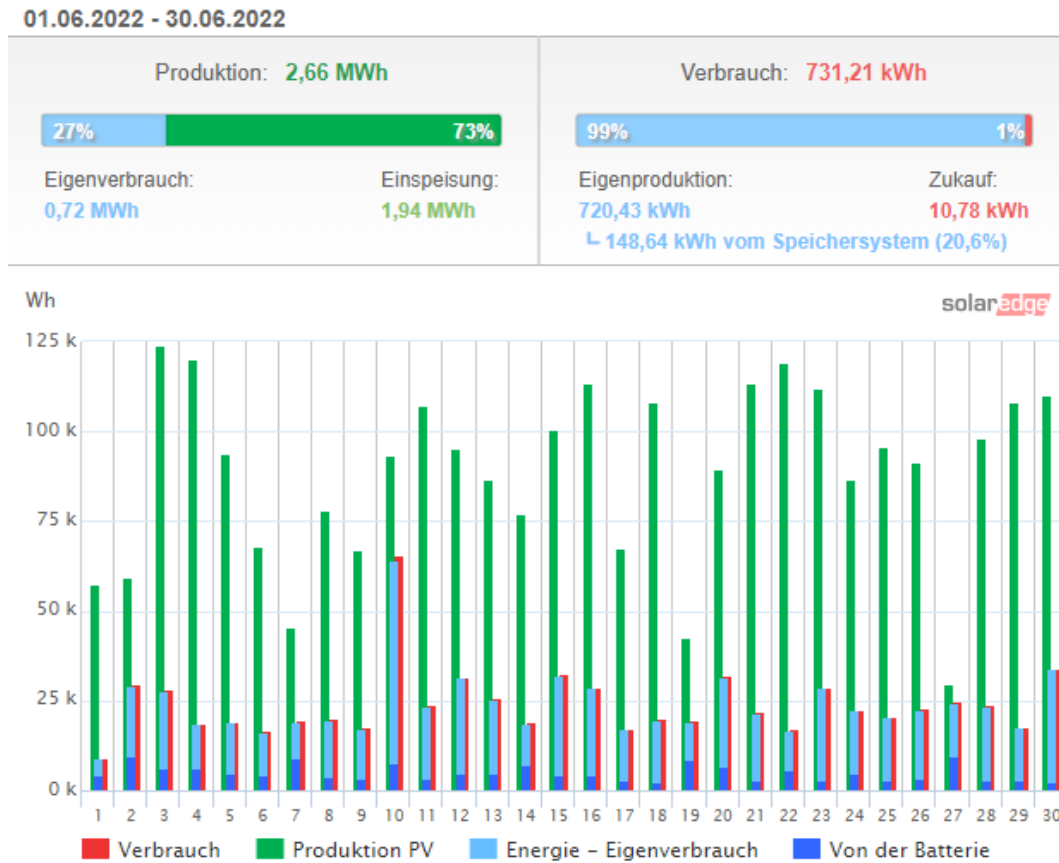 01.06.2022 - 30.06.2022
Produktion: 2,66 MWh
27% 73%
Eigenverbrauch: Einspeisung:
0,72 MWh 1,94 MWh
Verbrauch: 731,21 kWh
99% 1%
Eigenproduktion: Zukauf:
720,43 kWh 10,78 kWh
148,64 kWh vom Speichersystem (20,6%)
Wh
solaredge
125 k
100 k
75 k
50 k
25 k
0 k
1 2 3 4 5 6 7 8 9 10 11 12 13 14 15 16 17 18 19 20 21 22 23 24 25 26 27 28 29 30
Verbrauch Produktion PV Energie – Eigenverbrauch Von der Batterie